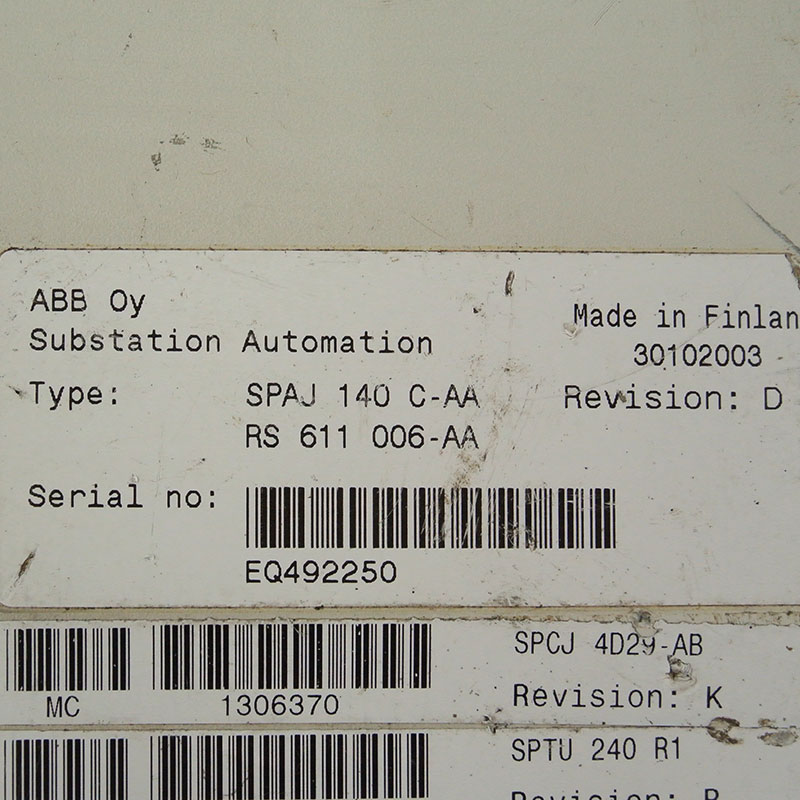 ABB Oy
Substation Automation
Made in Finlan
30102003
Type: SPAJ 140 C-AA
Revision: D
RS 611 006-AA
Serial no:
EQ492250
SPCJ 4D29-AB
MC 1306370
Revision: K
SPTU 240 R1
Revision: